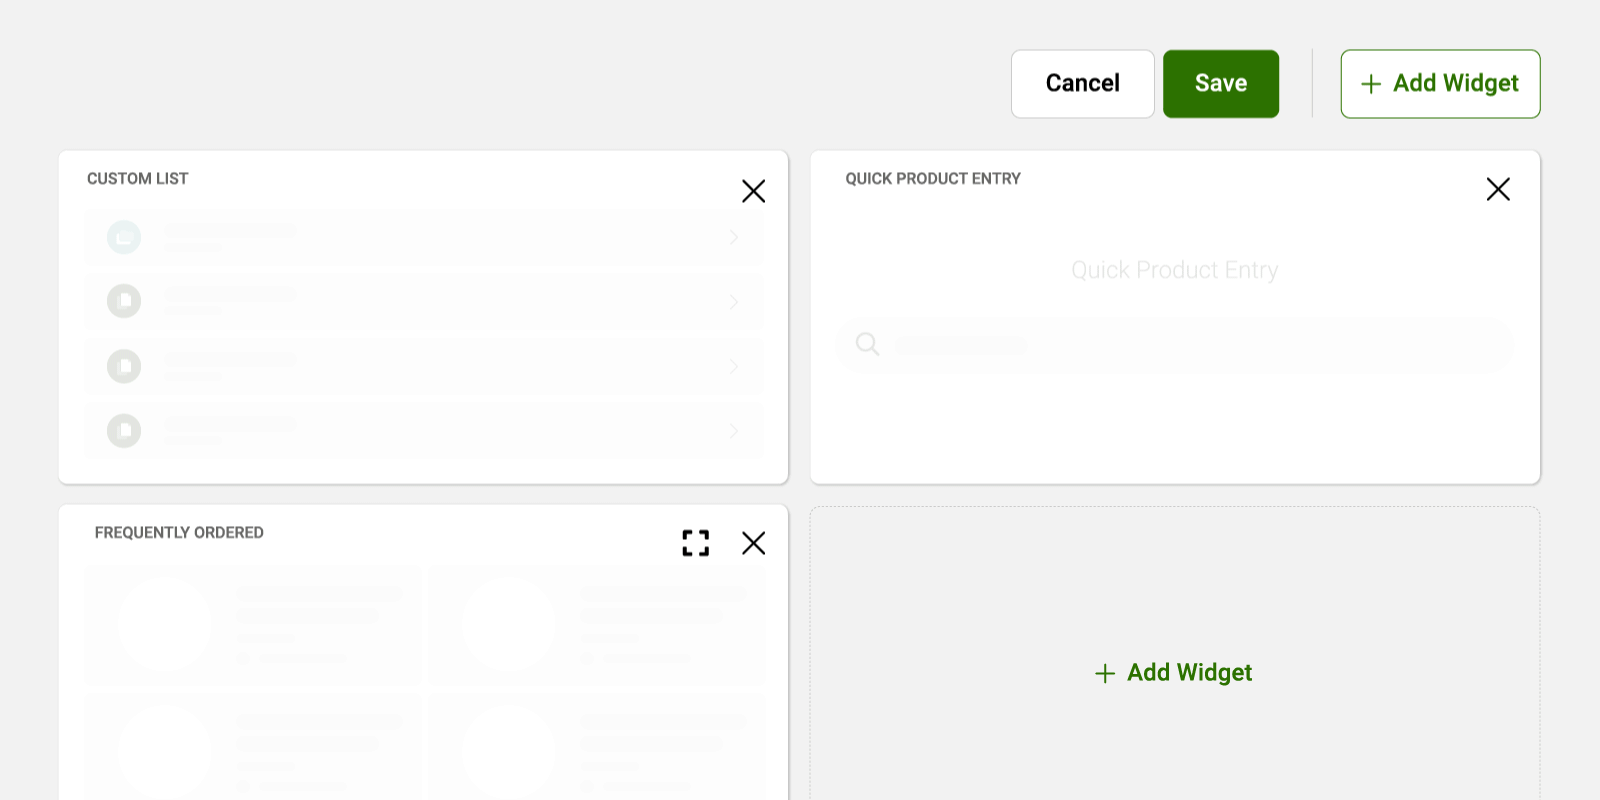 Cancel
Save
Add Widget
CUSTOM LIST
QUICK PRODUCT ENTRY
Quick Product Entry
FREQUENTLY ORDERED
Add Widget